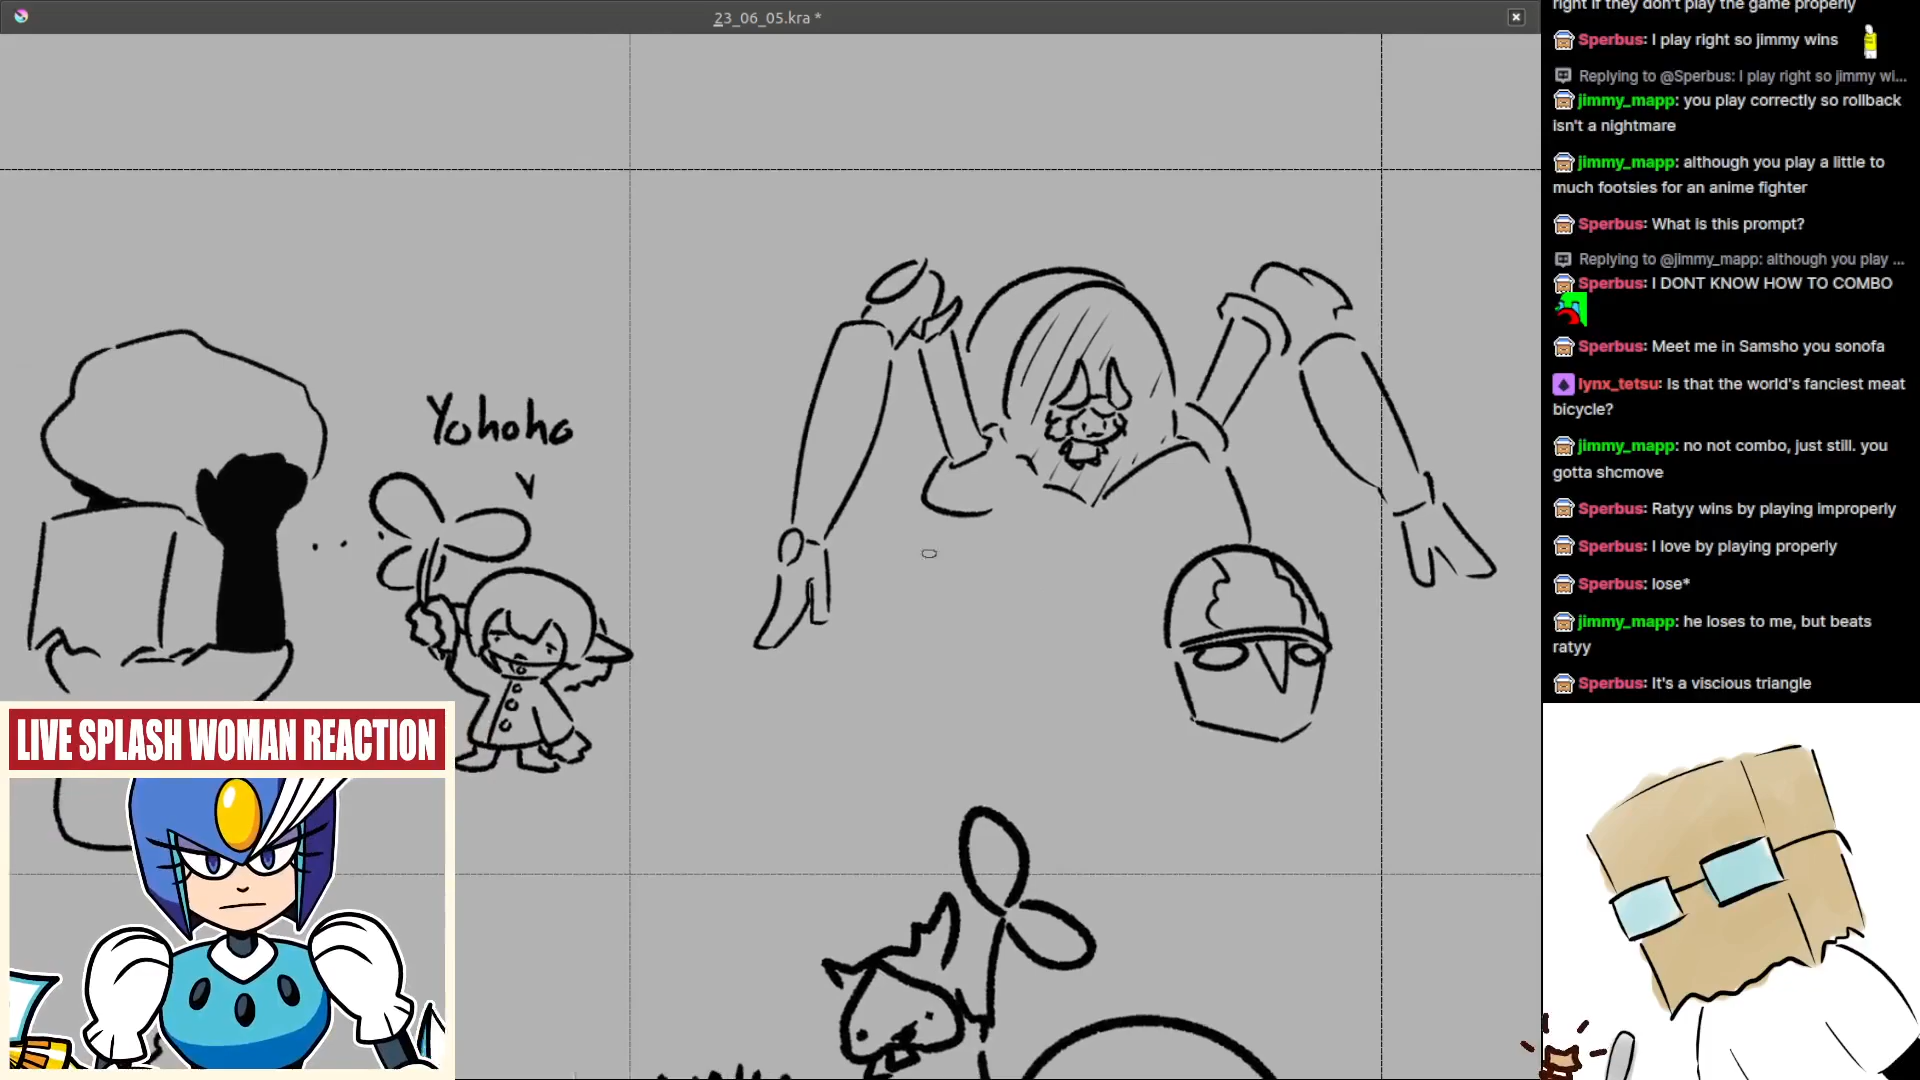 23_06_05.kra *
Yohoho
LIVE SPLASH WOMAN REACTION
right if they don't play the game properly
Sperbus: I play right so jimmy wins
Replying to @Sperbus: I play right so jimmy wi...
jimmy_mapp: you play correctly so rollback
isn't a nightmare
jimmy_mapp: although you play a little to
much footsies for an anime fighter
Sperbus: What is this prompt?
Replying to @jimmy_mapp: although you play ...
Sperbus: I DONT KNOW HOW TO COMBO
Sperbus: Meet me in Samsho you sonofa
lynx_tetsu: Is that the world's fanciest meat
bicycle?
jimmy_mapp: no not combo, just still. you
gotta shcmove
Sperbus: Ratyy wins by playing improperly
Sperbus: I love by playing properly
Sperbus: lose*
jimmy_mapp: he loses to me, but beats
ratyy
Sperbus: It's a viscious triangle